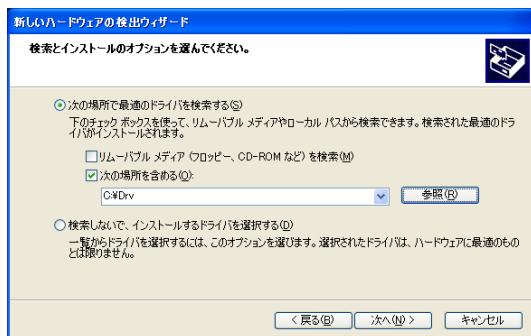 新しいハードウェアの検出ウィザード
検索とインストールのオプションを選んでください。
次の場所で最適のドライバを検索する(S)
下のチェック ボックスを使って、リムーバブル メディアやローカル パスから検索できます。検索された最適のドラ
イバがインストールされます。
リムーバブル メディア (フロッピー、CD-ROM など) を検索(M)
次の場所を含める(O):
C:¥Drv
参照(R)
検索しないで、インストールするドライバを選択する(D)
一覧からドライバを選択するには、このオプションを選びます。選択されたドライバは、ハードウェアに最適のもの
とは限りません。
< 戻る(B)
次へ(N) >
キャンセル